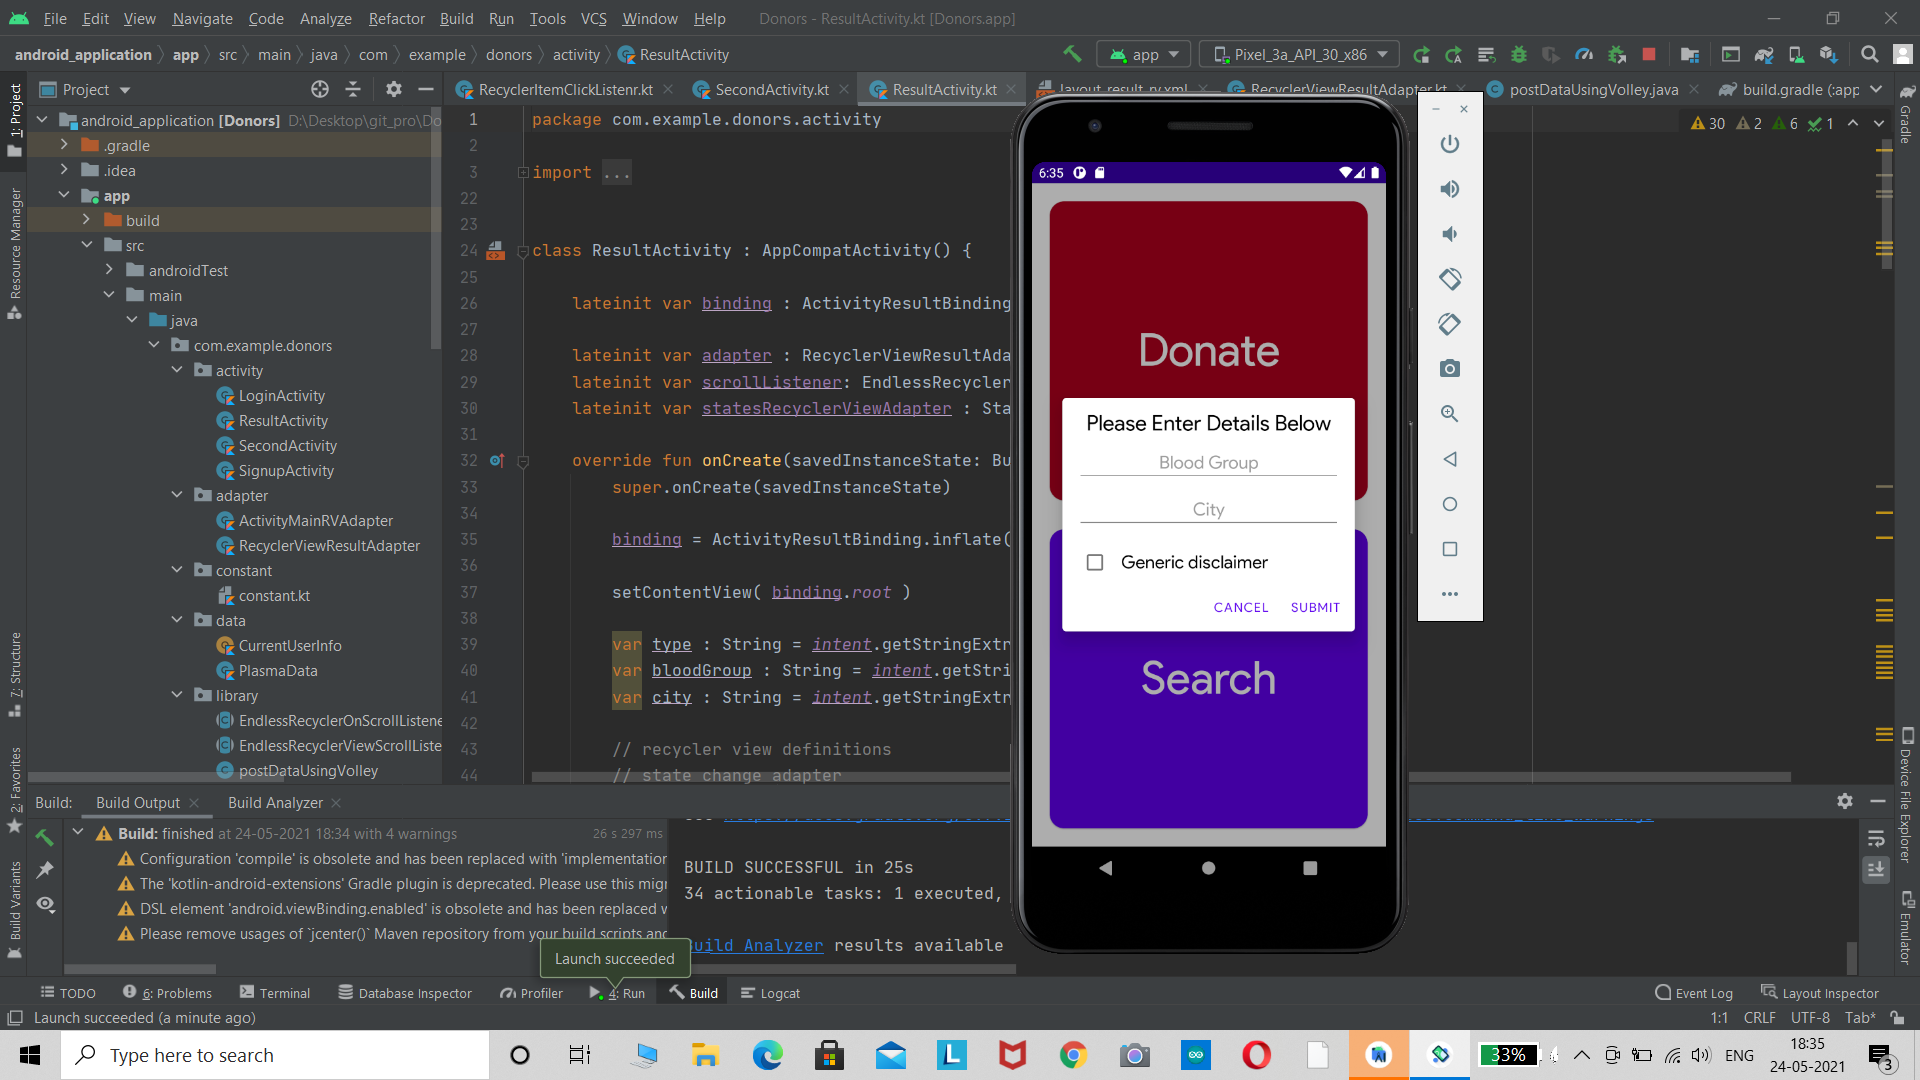 File Edit View Navigate Code Analyze Refactor Build Run Tools VCS Window Help Donors - ResultActivity.kt [Donors.app]
android_application app src main java com example donors activity ResultActivity app Pixel_3a_API_30_x86
Project RecyclerItemClickListenr.kt SecondActivity.kt ResultActivity.kt layout_result_rv.xml RecyclerViewResultAdapter.kt postDataUsingVolley.java build.gradle (:app
1: Project
Resource Manager
7: Structure
2: Favorites
Build Variants
android_application [Donors] D:\Desktop\git_pro\Do
.gradle
.idea
app
build
src
androidTest
main
java
com.example.donors
activity
LoginActivity
ResultActivity
SecondActivity
SignupActivity
adapter
ActivityMainRVAdapter
RecyclerViewResultAdapter
constant
constant.kt
data
CurrentUserInfo
PlasmaData
library
EndlessRecyclerOnScrollListene
EndlessRecyclerViewScrollListe
postDataUsingVolley
1 package com.example.donors.activity
2
3 import ...
22
23
24 class ResultActivity : AppCompatActivity() {
25
26 lateinit var binding : ActivityResultBinding
27
28 lateinit var adapter : RecyclerViewResultAda
29 lateinit var scrollListener: EndlessRecycler
30 lateinit var statesRecyclerViewAdapter : Sta
31
32 override fun onCreate(savedInstanceState: Bu
33 super.onCreate(savedInstanceState)
34
35 binding = ActivityResultBinding.inflate(
36
37 setContentView( binding.root )
38
39 var type : String = intent.getStringExtr
40 var bloodGroup : String = intent.getStri
41 var city : String = intent.getStringExtr
42
43 // recycler view definitions
44 // state change adapter
30 2 6 1
6:35
Donate
Please Enter Details Below
Blood Group
City
Generic disclaimer
CANCEL SUBMIT
Search
Gradle
Device File Explorer
Emulator
Build: Build Output Build Analyzer
Build: finished at 24-05-2021 18:34 with 4 warnings 26 s 297 ms
Configuration 'compile' is obsolete and has been replaced with 'implementation
The 'kotlin-android-extensions' Gradle plugin is deprecated. Please use this mig
DSL element 'android.viewBinding.enabled' is obsolete and has been replaced w
Please remove usages of `jcenter()` Maven repository from your build scripts and
BUILD SUCCESSFUL in 25s
34 actionable tasks: 1 executed,
Build Analyzer results available
Launch succeeded
TODO 6: Problems Terminal Database Inspector Profiler 4: Run Build Logcat Event Log Layout Inspector
Launch succeeded (a minute ago) 1:1 CRLF UTF-8 Tab*
Type here to search
L
33%
ENG
18:35
24-05-2021
3